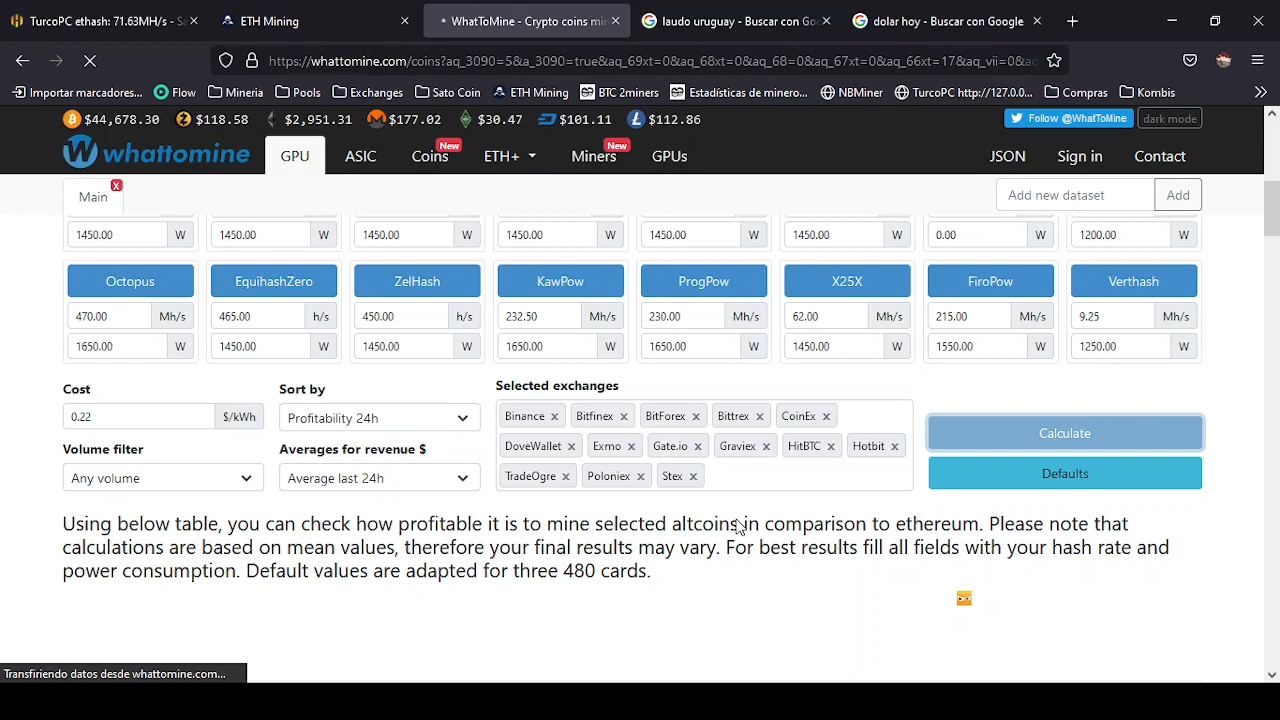 TurcoPC ethash: 71.63MH/s - Sa
ETH Mining
WhatToMine - Crypto coins min
laudo uruguay - Buscar con Go
dolar hoy - Buscar con Google
https://whattomine.com/coins?aq_3090=5&a_3090=true&aq_69xt=0&aq_68xt=0&aq_68=0&aq_67xt=0&aq_66xt=17&aq_vii=0&aq
Importar marcadores... Flow Mineria Pools Exchanges Sato Coin ETH Mining BTC 2miners Estadísticas de minero... NBMiner TurcoPC http://127.0.0... Compras Kombis
$44,678.30 $118.58 $2,951.31 $177.02 $30.47 $101.11 $112.86 Follow @WhatToMine dark mode
whattomine GPU ASIC Coins New ETH+ Miners New GPUs JSON Sign in Contact
Main x Add new dataset Add
1450.00 W 1450.00 W 1450.00 W 1450.00 W 1450.00 W 1450.00 W 0.00 W 1200.00 W
Octopus EquihashZero ZelHash KawPow ProgPow X25X FiroPow Verthash
470.00 Mh/s 465.00 h/s 450.00 h/s 232.50 Mh/s 230.00 Mh/s 62.00 Mh/s 215.00 Mh/s 9.25 Mh/s
1650.00 W 1450.00 W 1450.00 W 1650.00 W 1650.00 W 1450.00 W 1550.00 W 1250.00 W
Cost Sort by Selected exchanges
0.22 $/kWh Profitability 24h
Binance × Bitfinex × BitForex × Bittrex × CoinEx ×
Calculate
Volume filter Averages for revenue $
DoveWallet × Exmo × Gate.io × Graviex × HitBTC × Hotbit ×
Any volume Average last 24h
TradeOgre × Poloniex × Stex ×
Defaults
Using below table, you can check how profitable it is to mine selected altcoins in comparison to ethereum. Please note that
calculations are based on mean values, therefore your final results may vary. For best results fill all fields with your hash rate and
power consumption. Default values are adapted for three 480 cards.
Transfiriendo datos desde whattomine.com...